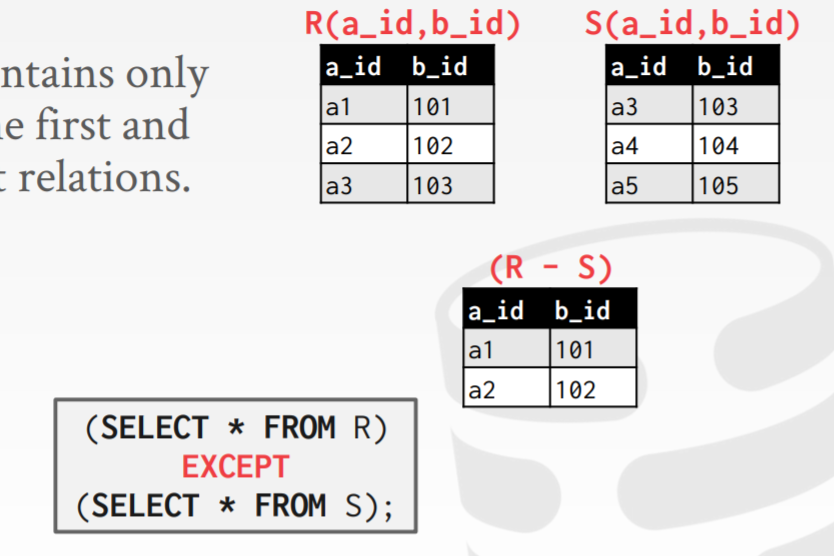 R(a_id,b_id) S(a_id,b_id)
a_id b_id a_id b_id
a1 101 a3 103
a2 102 a4 104
a3 103 a5 105
ntains only
e first and
t relations.
(R - S)
a_id b_id
a1 101
a2 102
(SELECT * FROM R)
EXCEPT
(SELECT * FROM S);